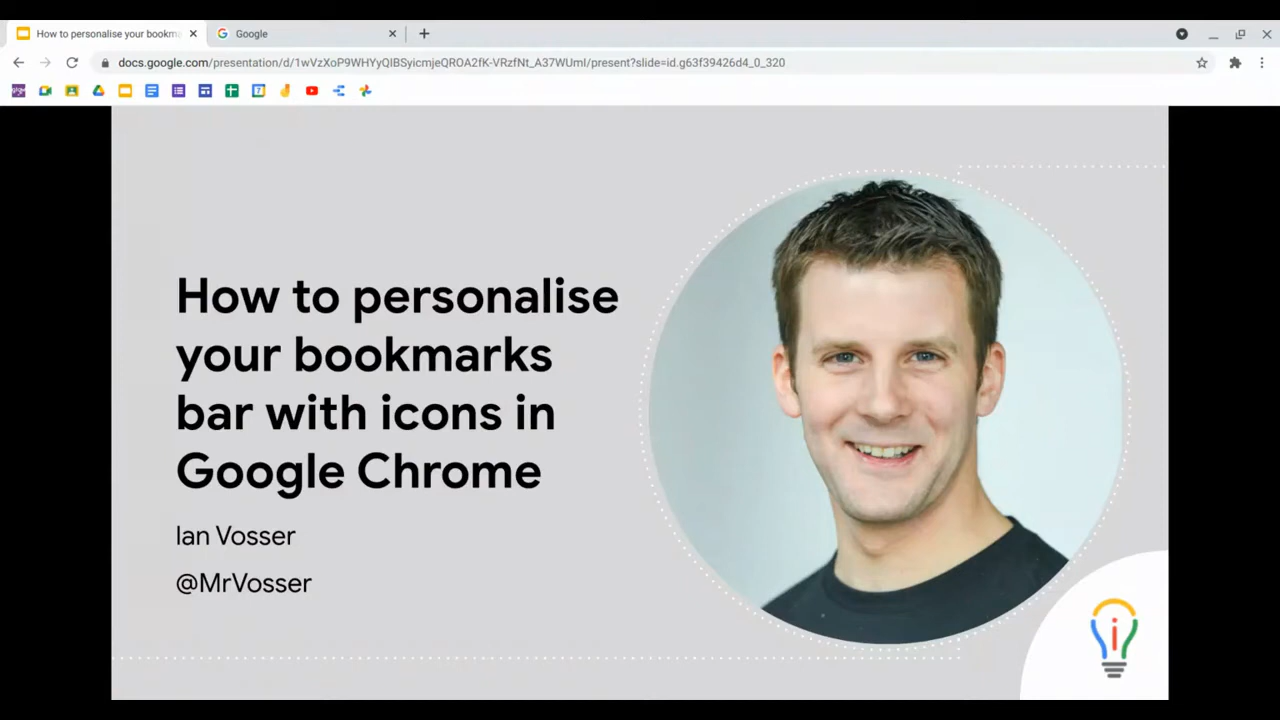 How to personalise your bookm
Google
docs.google.com/presentation/d/1wVzXoP9WHYyQIBSyicmjeQROA2fK-VRzfNt_A37WUmI/present?slide=id.g63f39426d4_0_320
How to personalise
your bookmarks
bar with icons in
Google Chrome
Ian Vosser
@MrVosser